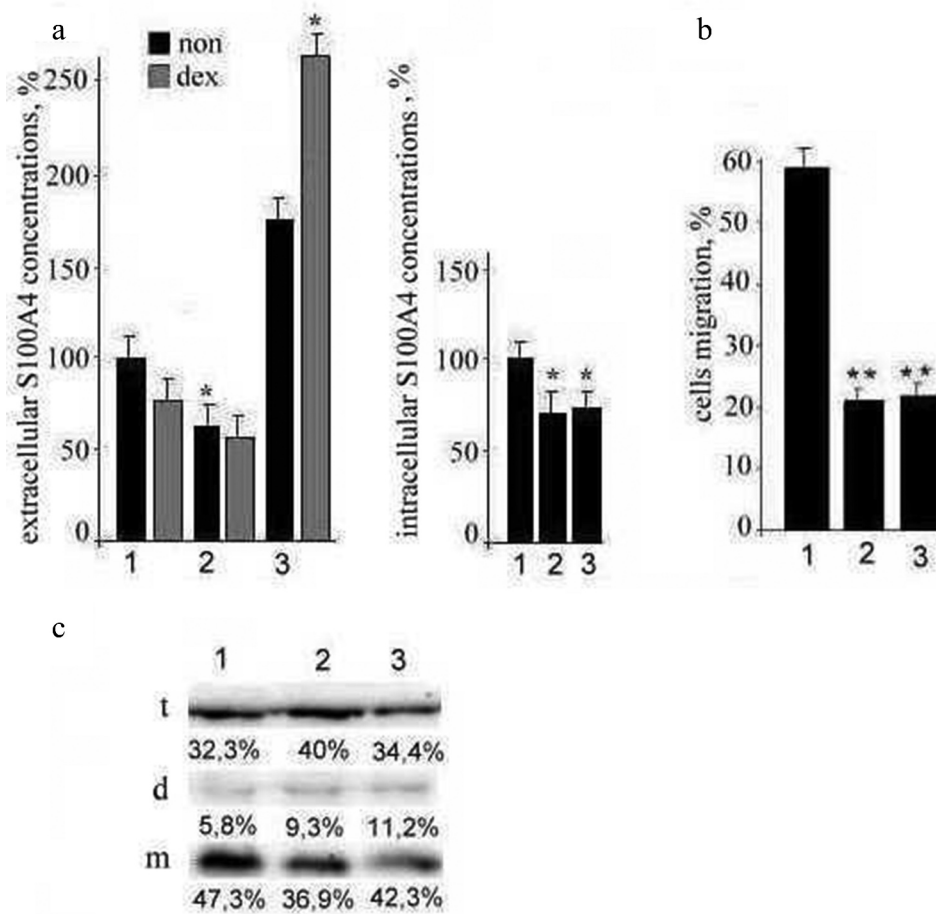 a
b
* non
dex
extracellular S100A4 concentrations, %
250
200
150
100
50
0
*
*
1 2 3
intracellular S100A4 concentrations , %
150
100
50
0
* *
1 2 3
cells migration, %
60
50
60
20
10
0
** **
1 2 3
c
1 2 3
t
32,3% 40% 34,4%
d
5,8% 9,3% 11,2%
m
47,3% 36,9% 42,3%